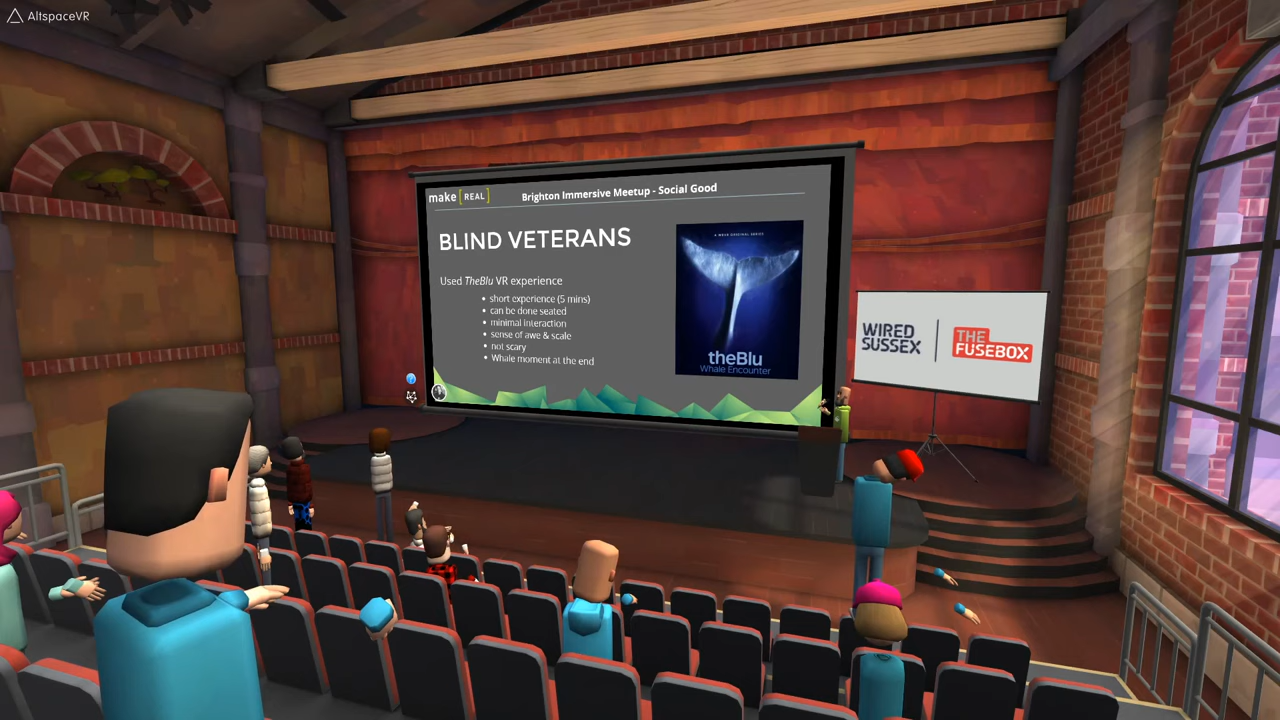 AltspaceVR
make [REAL]
Brighton Immersive Meetup - Social Good
BLIND VETERANS
Used TheBlu VR experience
• short experience (5 mins)
• can be done seated
• minimal interaction
• sense of awe & scale
• not scary
• Whale moment at the end
theBlu
Whale Encounter
WIRED
SUSSEX
THE
FUSEBOX